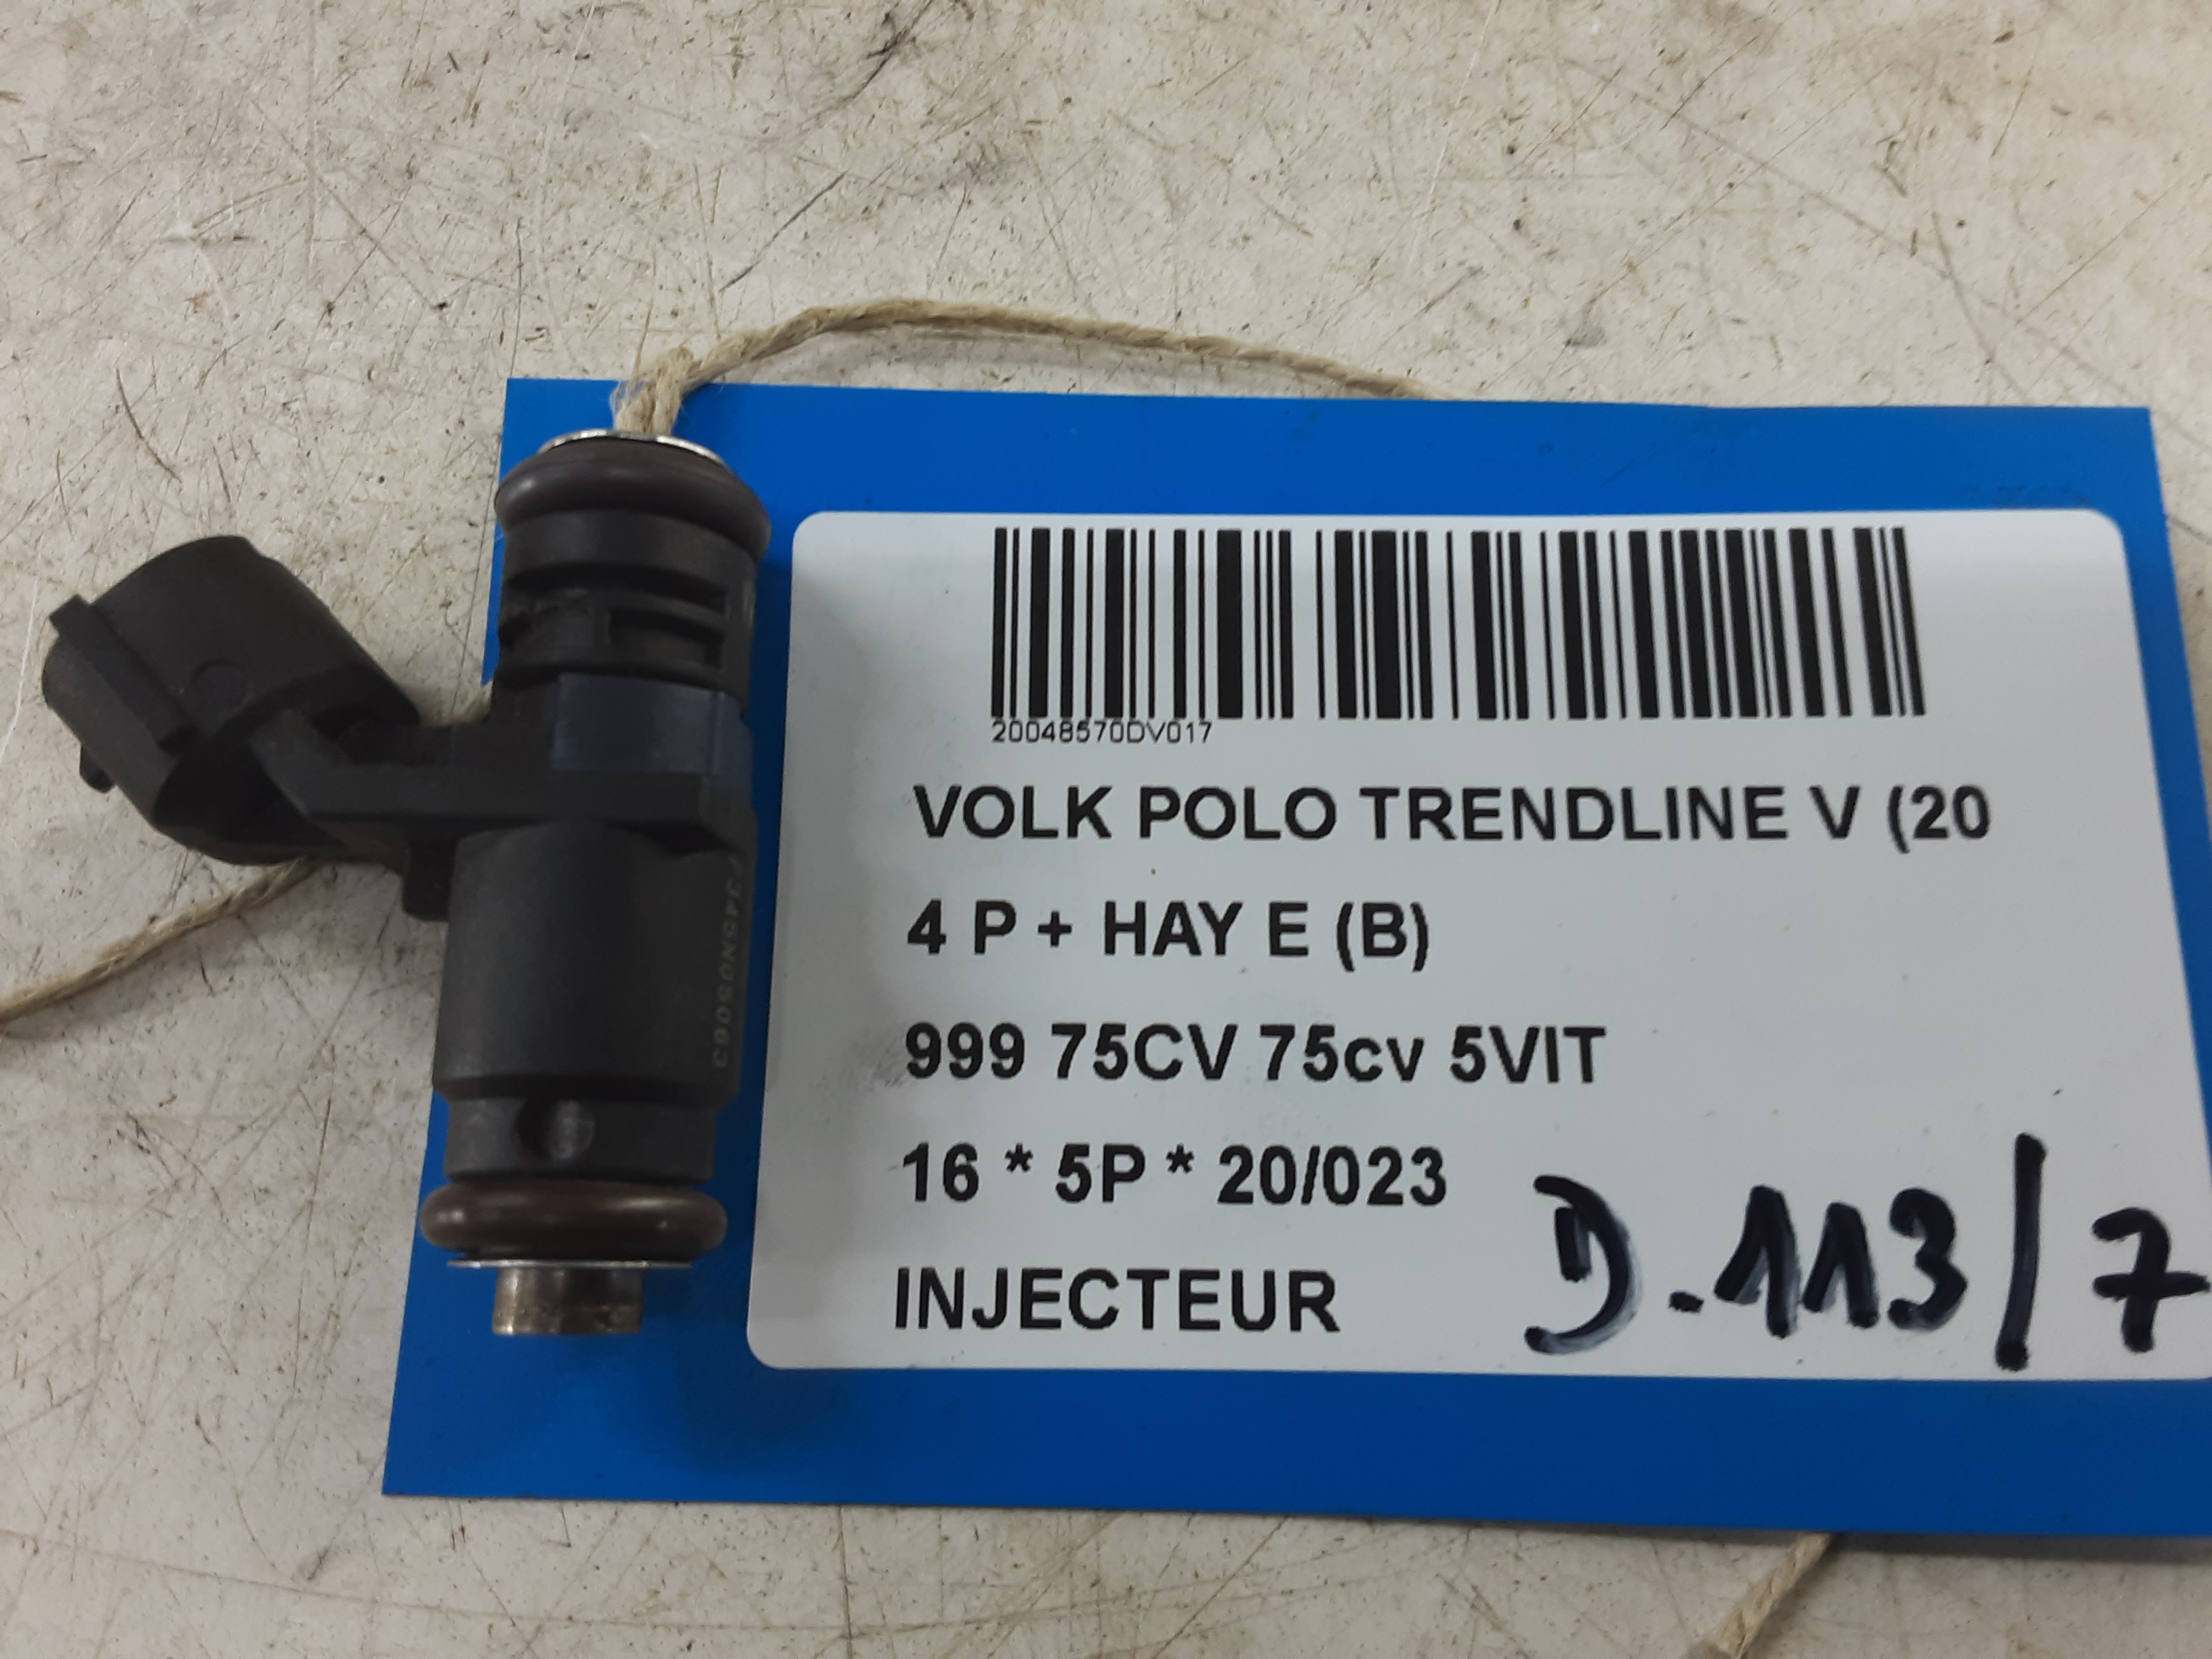 20048570DV017
VOLK POLO TRENDLINE V (20
4 P + HAY E (B)
999 75CV 75cv 5VIT
16 * 5P * 20/023
INJECTEUR
D.113/7